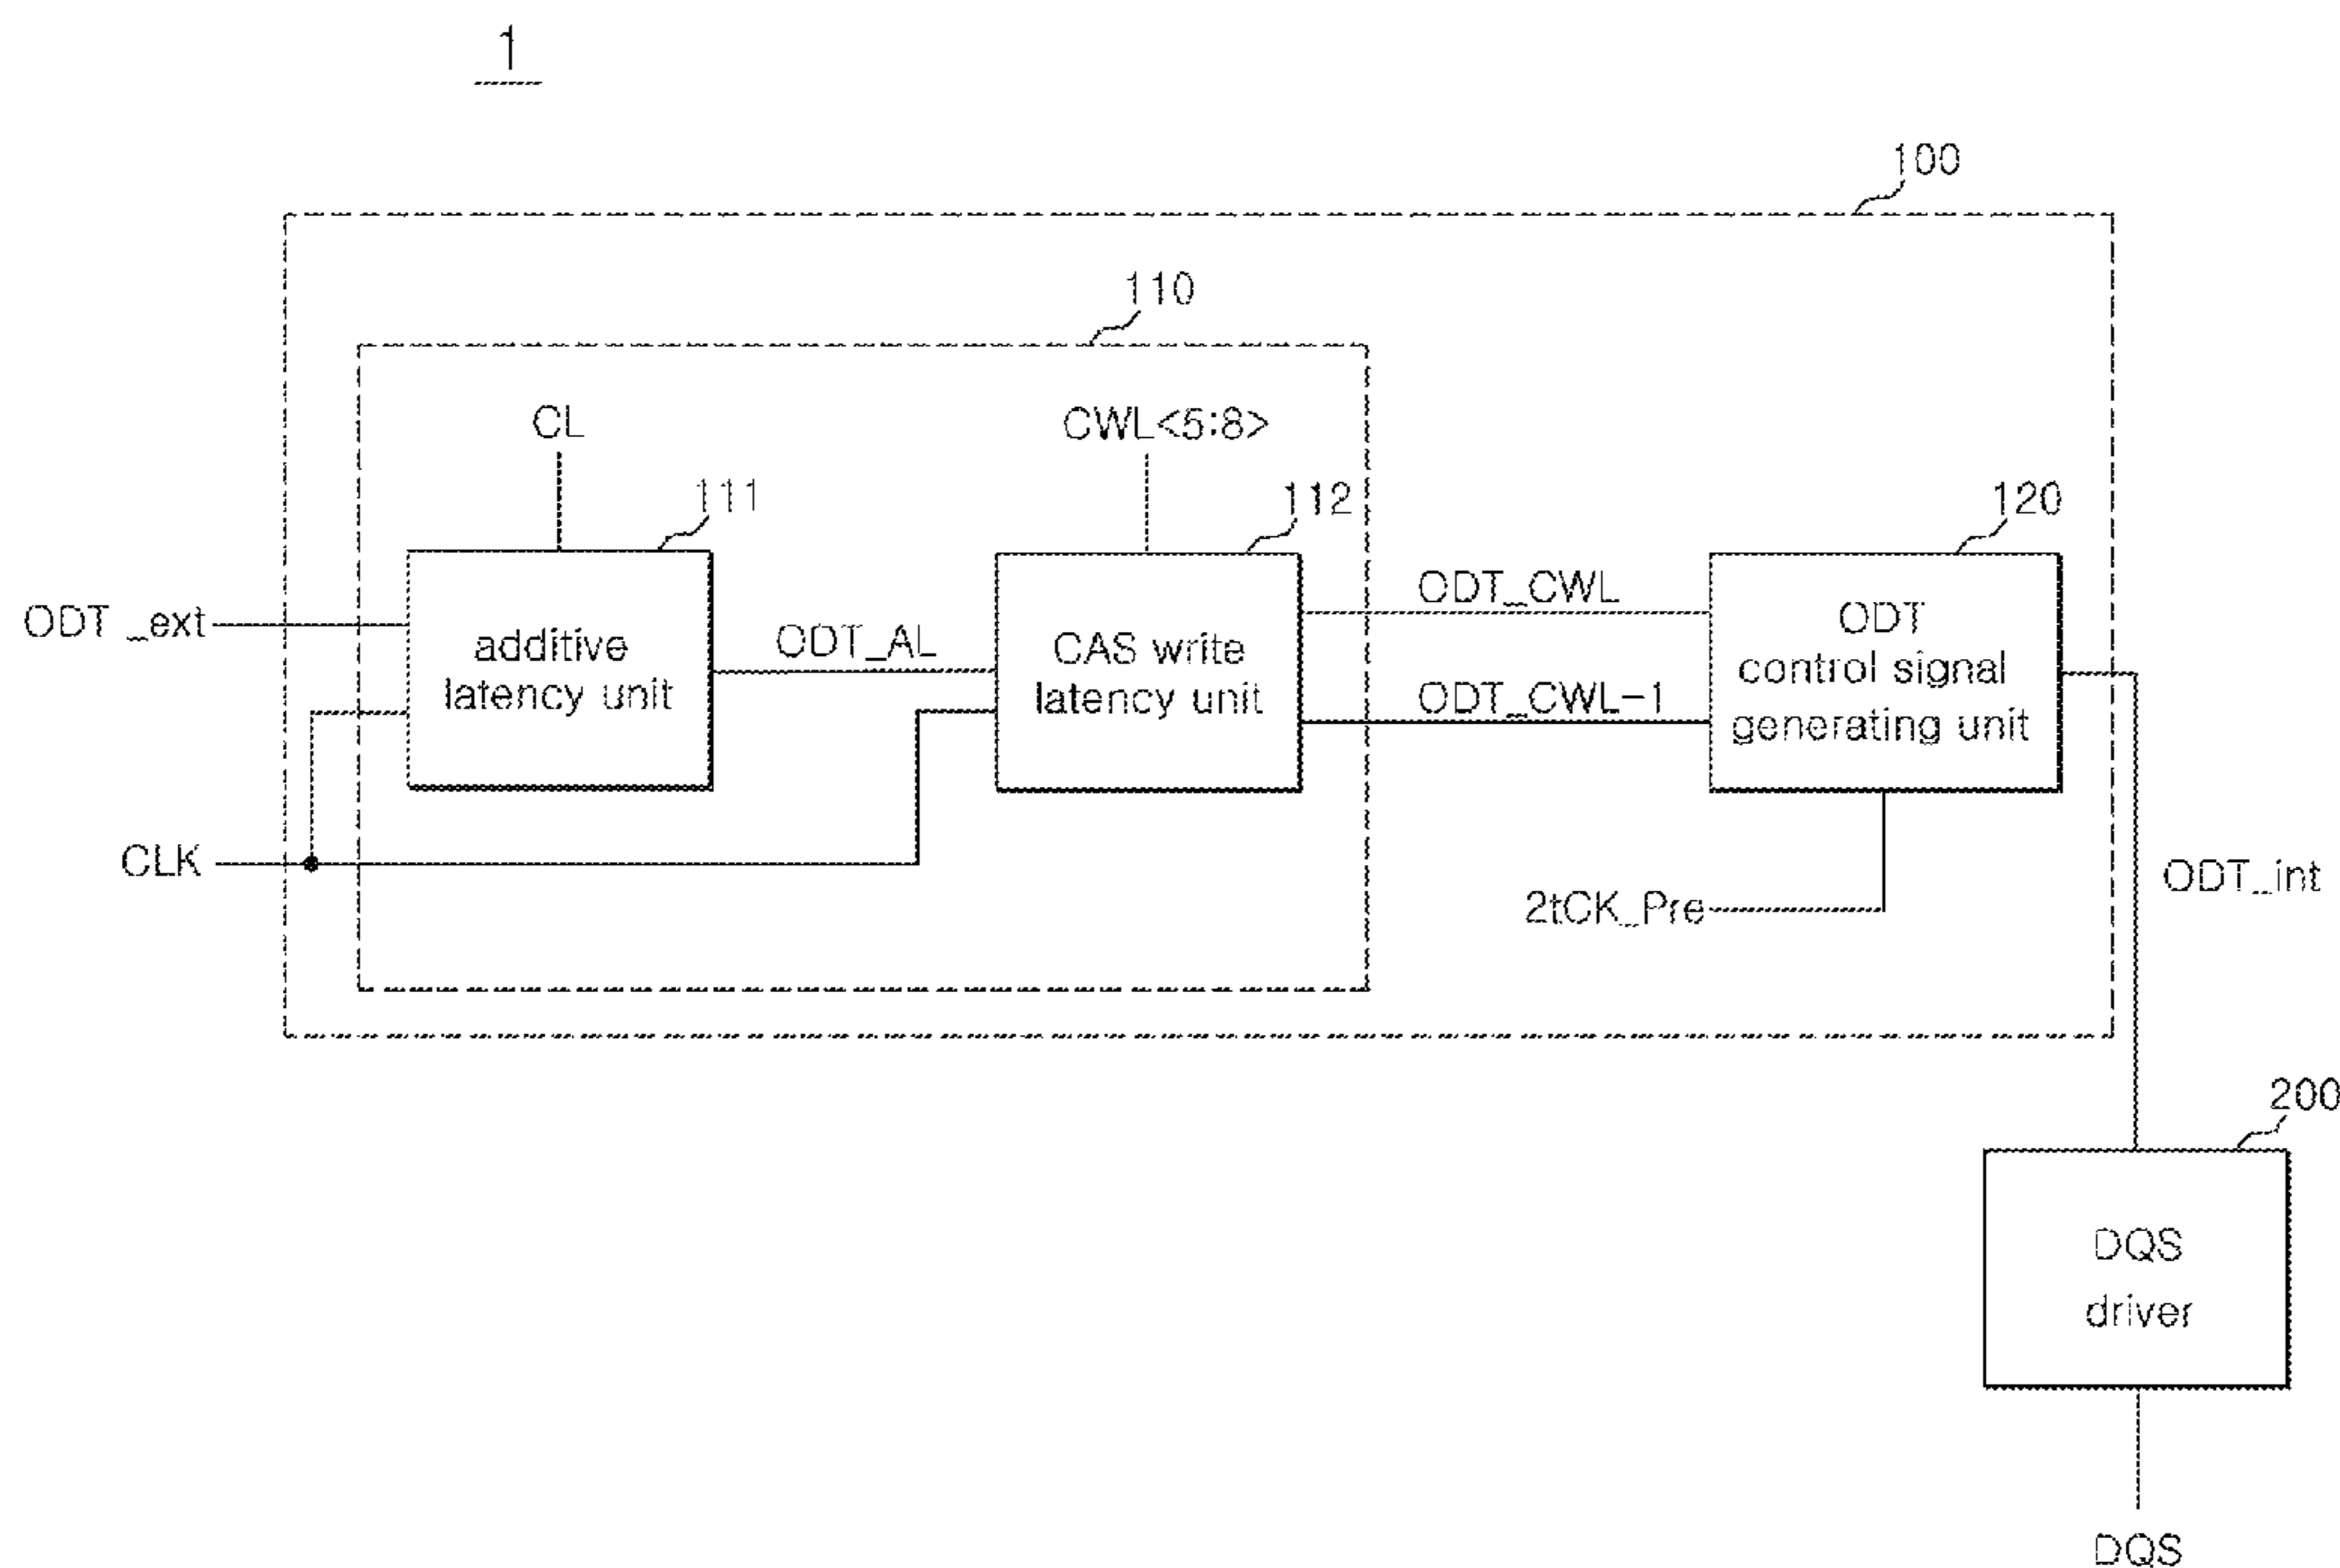 1
100
110
CL
CWL<5:8>
111
112
120
ODT_CWL
ODT _ext
additive
latency unit
ODT_AL
CAS write
latency unit
ODT
control signal
generating unit
ODT_CWL-1
CLK
2tCK_Pre
ODT_int
200
DQS
driver
DQS